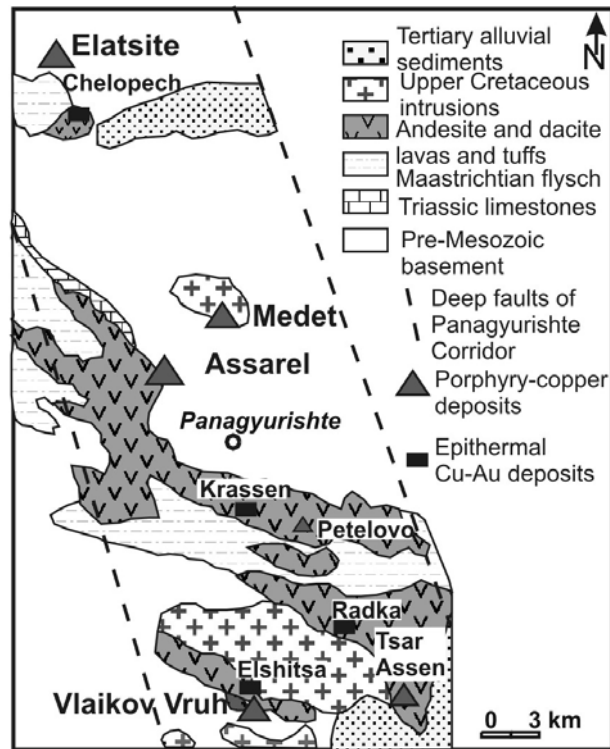 Elatsite
Chelopech
Medet
Assarel
Panagyurishte
Krassen
Petelovo
Radka
Tsar
Assen
Elshitsa
Vlaikov Vruh
N
Tertiary alluvial
sediments
Upper Cretaceous
intrusions
Andesite and dacite
lavas and tuffs
Maastrichtian flysch
Triassic limestones
Pre-Mesozoic
basement
Deep faults of
Panagyurishte
Corridor
Porphyry-copper
deposits
Epithermal
Cu-Au deposits
0 3 km